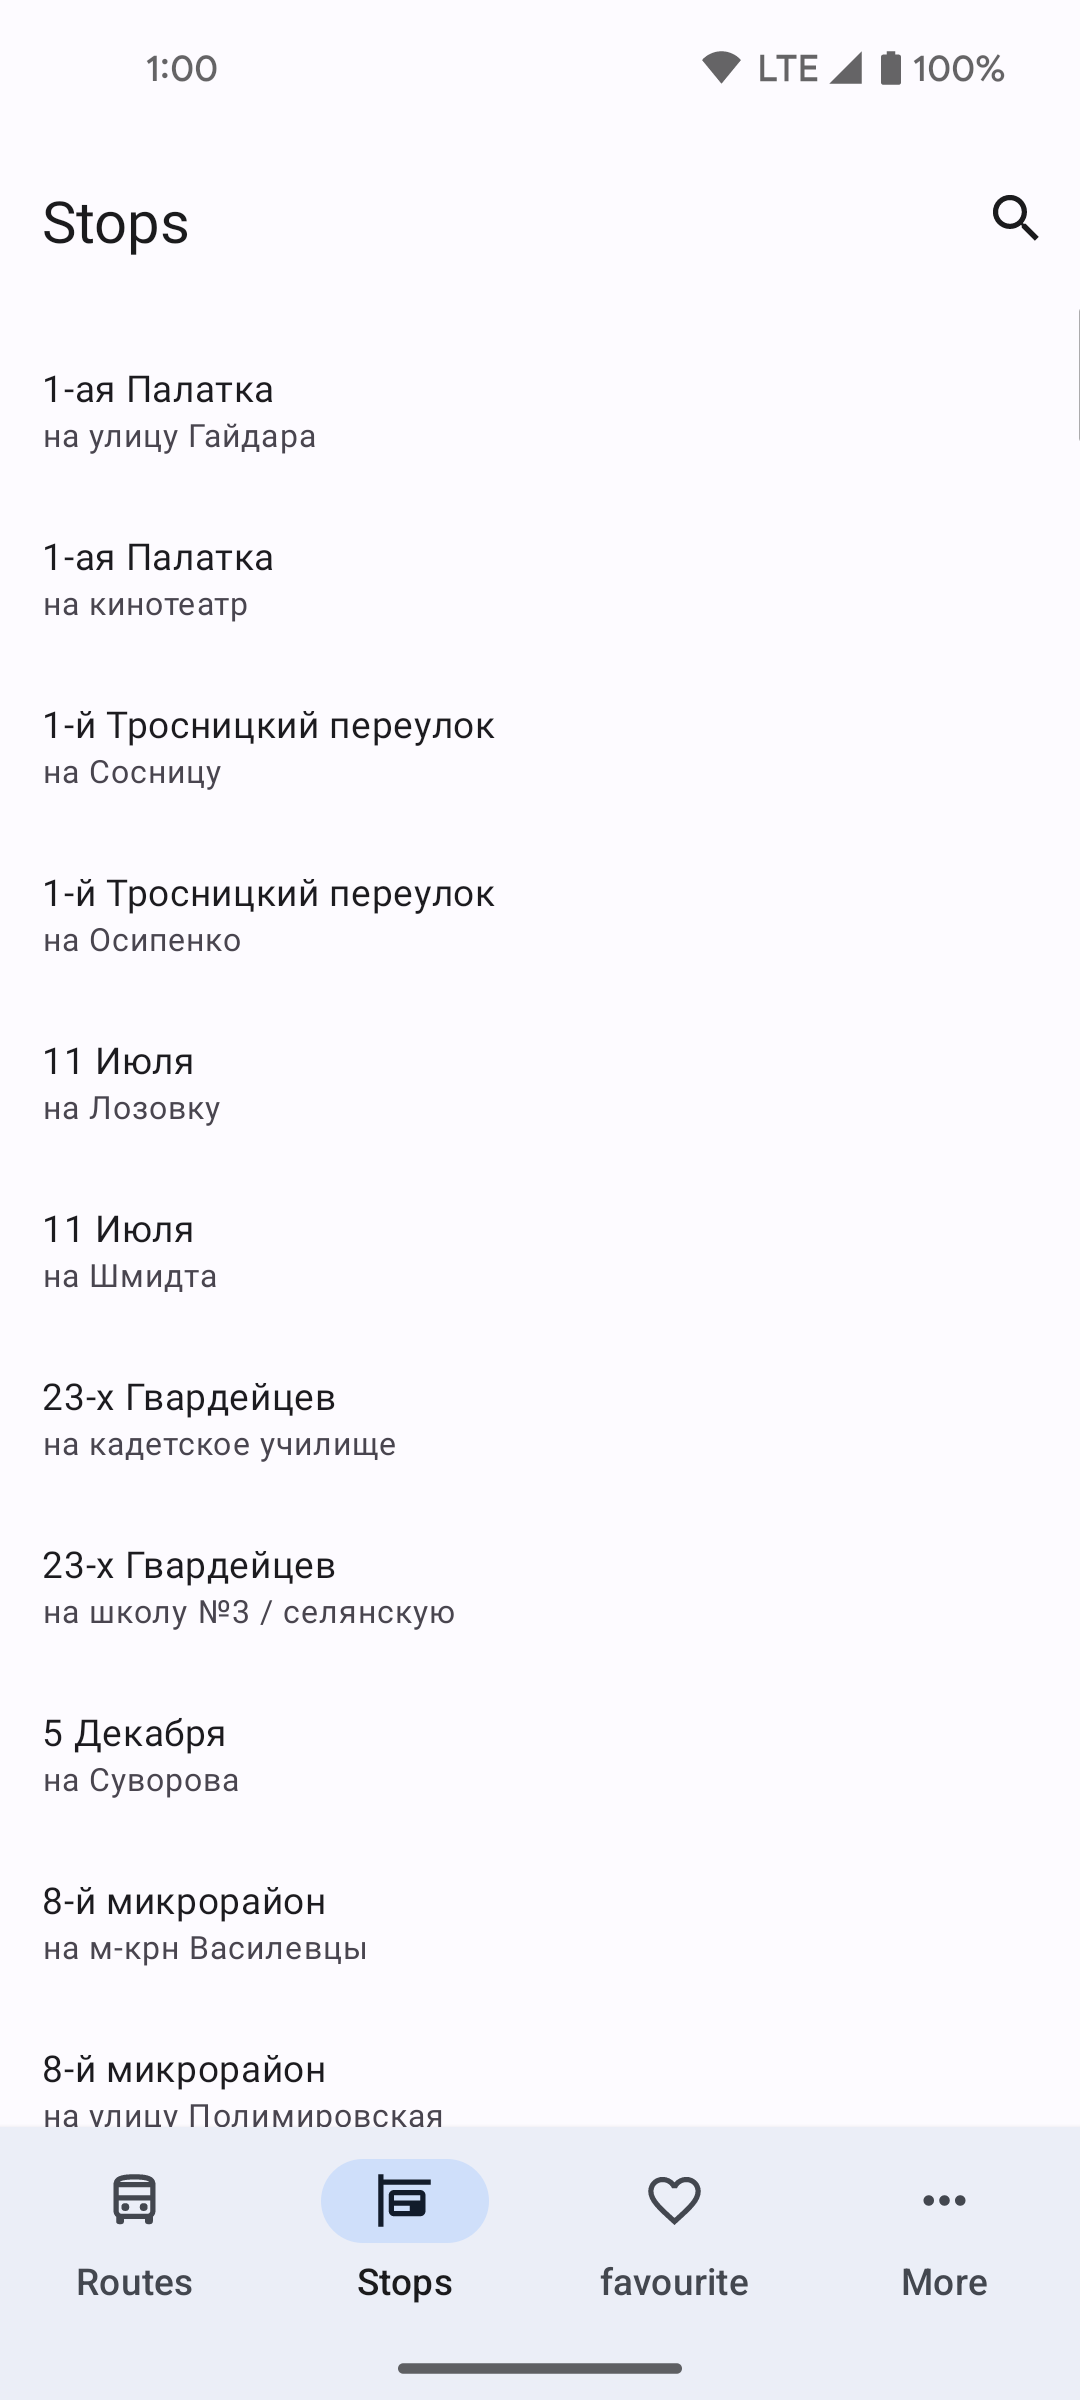 1:00
LTE 100%
Stops
1-ая Палатка
на улицу Гайдара
1-ая Палатка
на кинотеатр
1-й Тросницкий переулок
на Сосницу
1-й Тросницкий переулок
на Осипенко
11 Июля
на Лозовку
11 Июля
на Шмидта
23-х Гвардейцев
на кадетское училище
23-х Гвардейцев
на школу №3 / селянскую
5 Декабря
на Суворова
8-й микрорайон
на м-крн Василевцы
8-й микрорайон
на улицу Полимировская
Routes
Stops
favourite
More